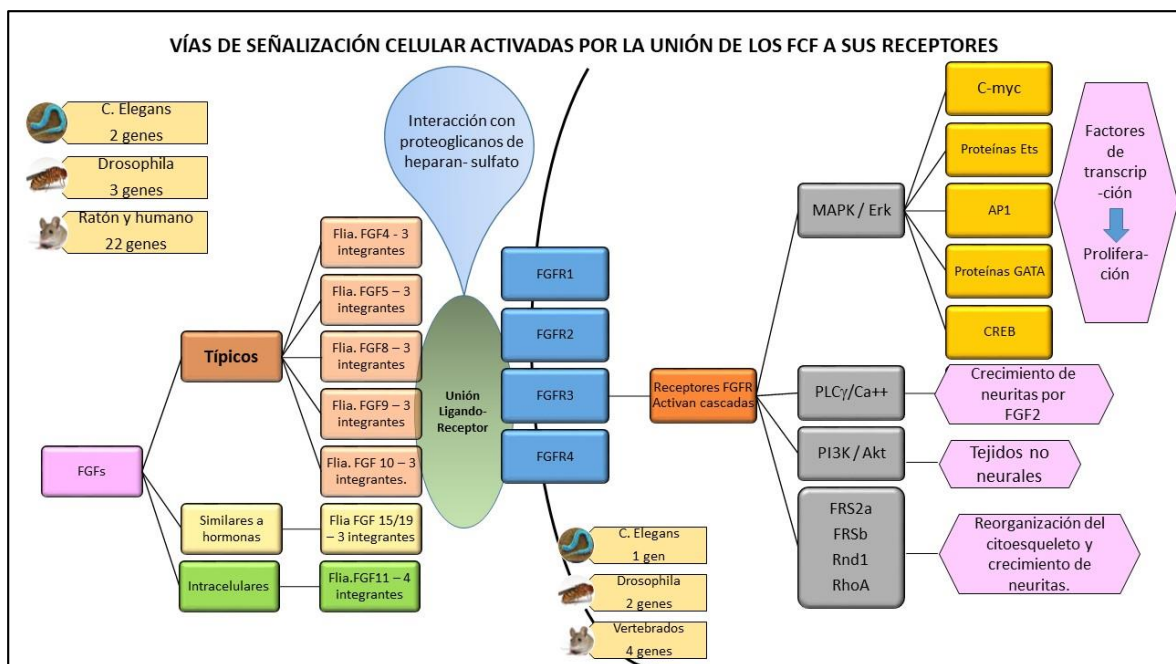 VÍAS DE SEÑALIZACIÓN CELULAR ACTIVADAS POR LA UNIÓN DE LOS FCF A SUS RECEPTORES
C. Elegans
2 genes
Drosophila
3 genes
Ratón y humano
22 genes
FGFs
Típicos
Similares a
hormonas
Intracelulares
Flia. FGF4 - 3
integrantes
Flia. FGF5 – 3
integrantes
Flia. FGF8 – 3
integrantes
Flia. FGF9 – 3
integrantes
Flia. FGF 10 – 3
integrantes.
Flia FGF 15/19
– 3 integrantes
Flia.FGF11 – 4
integrantes
Interacción con
proteoglicanos de
heparan- sulfato
Unión
Ligando-
Receptor
FGFR1
FGFR2
FGFR3
FGFR4
C. Elegans
1 gen
Drosophila
2 genes
Vertebrados
4 genes
Receptores FGFR
Activan cascadas
MAPK / Erk
PLCγ/Ca++
PI3K / Akt
FRS2a
FRSb
Rnd1
RhoA
C-myc
Proteínas Ets
AP1
Proteínas GATA
CREB
Factores
de
transcrip
-ción
Prolifera-
ción
Crecimiento de
neuritas por
FGF2
Tejidos no
neurales
Reorganización del
citoesqueleto y
crecimiento de
neuritas.